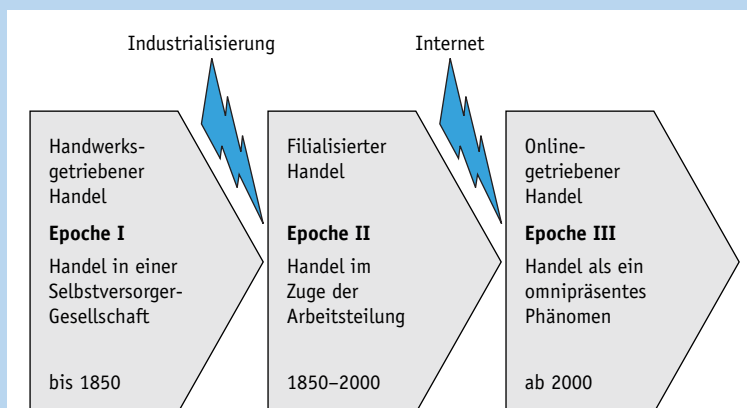 Industrialisierung
Internet
Handwerks-
getriebener
Handel
Epoche I
Handel in einer
Selbstversorger-
Gesellschaft
bis 1850
Filialisierter
Handel
Epoche II
Handel im
Zuge der
Arbeitsteilung
1850–2000
Online-
getriebener
Handel
Epoche III
Handel als ein
omnipräsentes
Phänomen
ab 2000